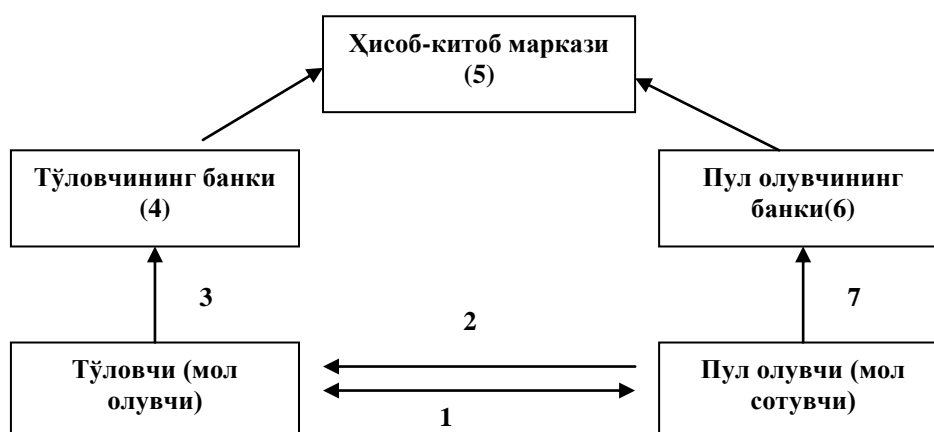 Ҳисоб-китоб маркази
(5)
Тўловчининг банки
(4)
Пул олувчининг
банки(6)
3
7
2
Тўловчи (мол
олувчи)
Пул олувчи (мол
сотувчи)
1